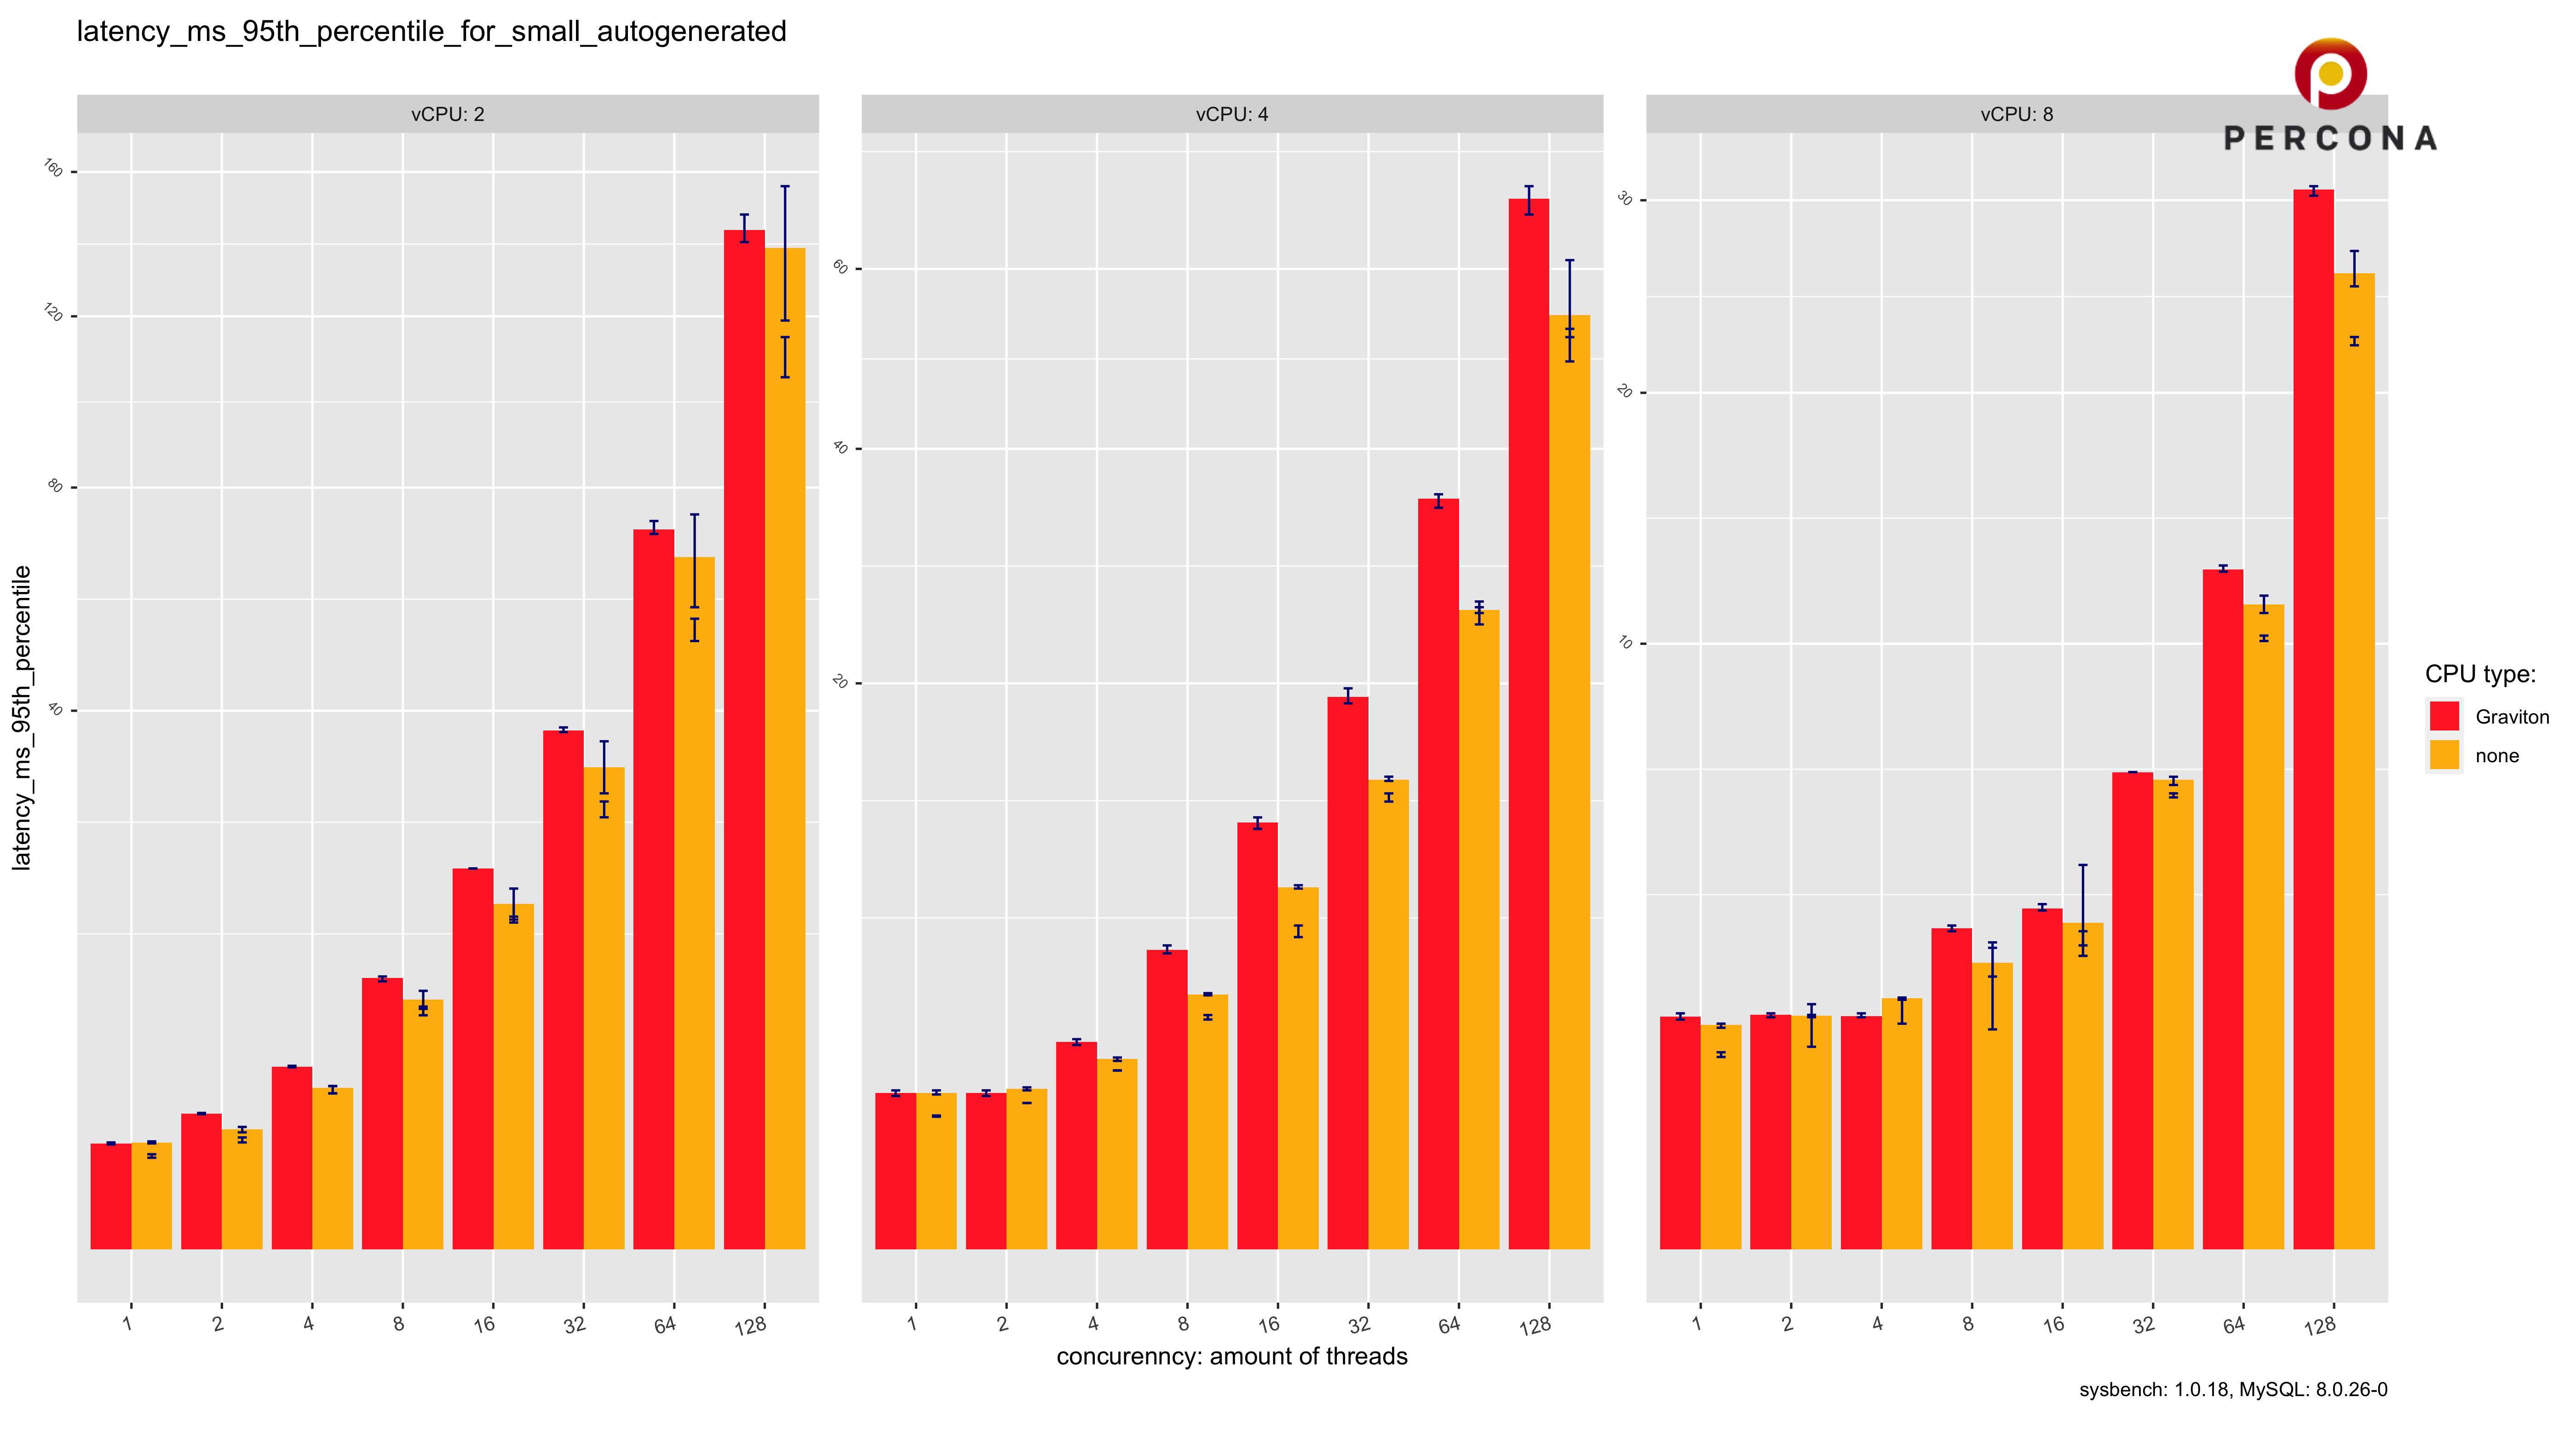 latency_ms_95th_percentile_for_small_autogenerated
PERCONA
vCPU: 2
vCPU: 4
vCPU: 8
latency_ms_95th_percentile
160
120
80
40
60
40
20
30
20
10
1 2 4 8 16 32 64 128
1 2 4 8 16 32 64 128
1 2 4 8 16 32 64 128
concurenncy: amount of threads
CPU type:
Graviton
none
sysbench: 1.0.18, MySQL: 8.0.26-0